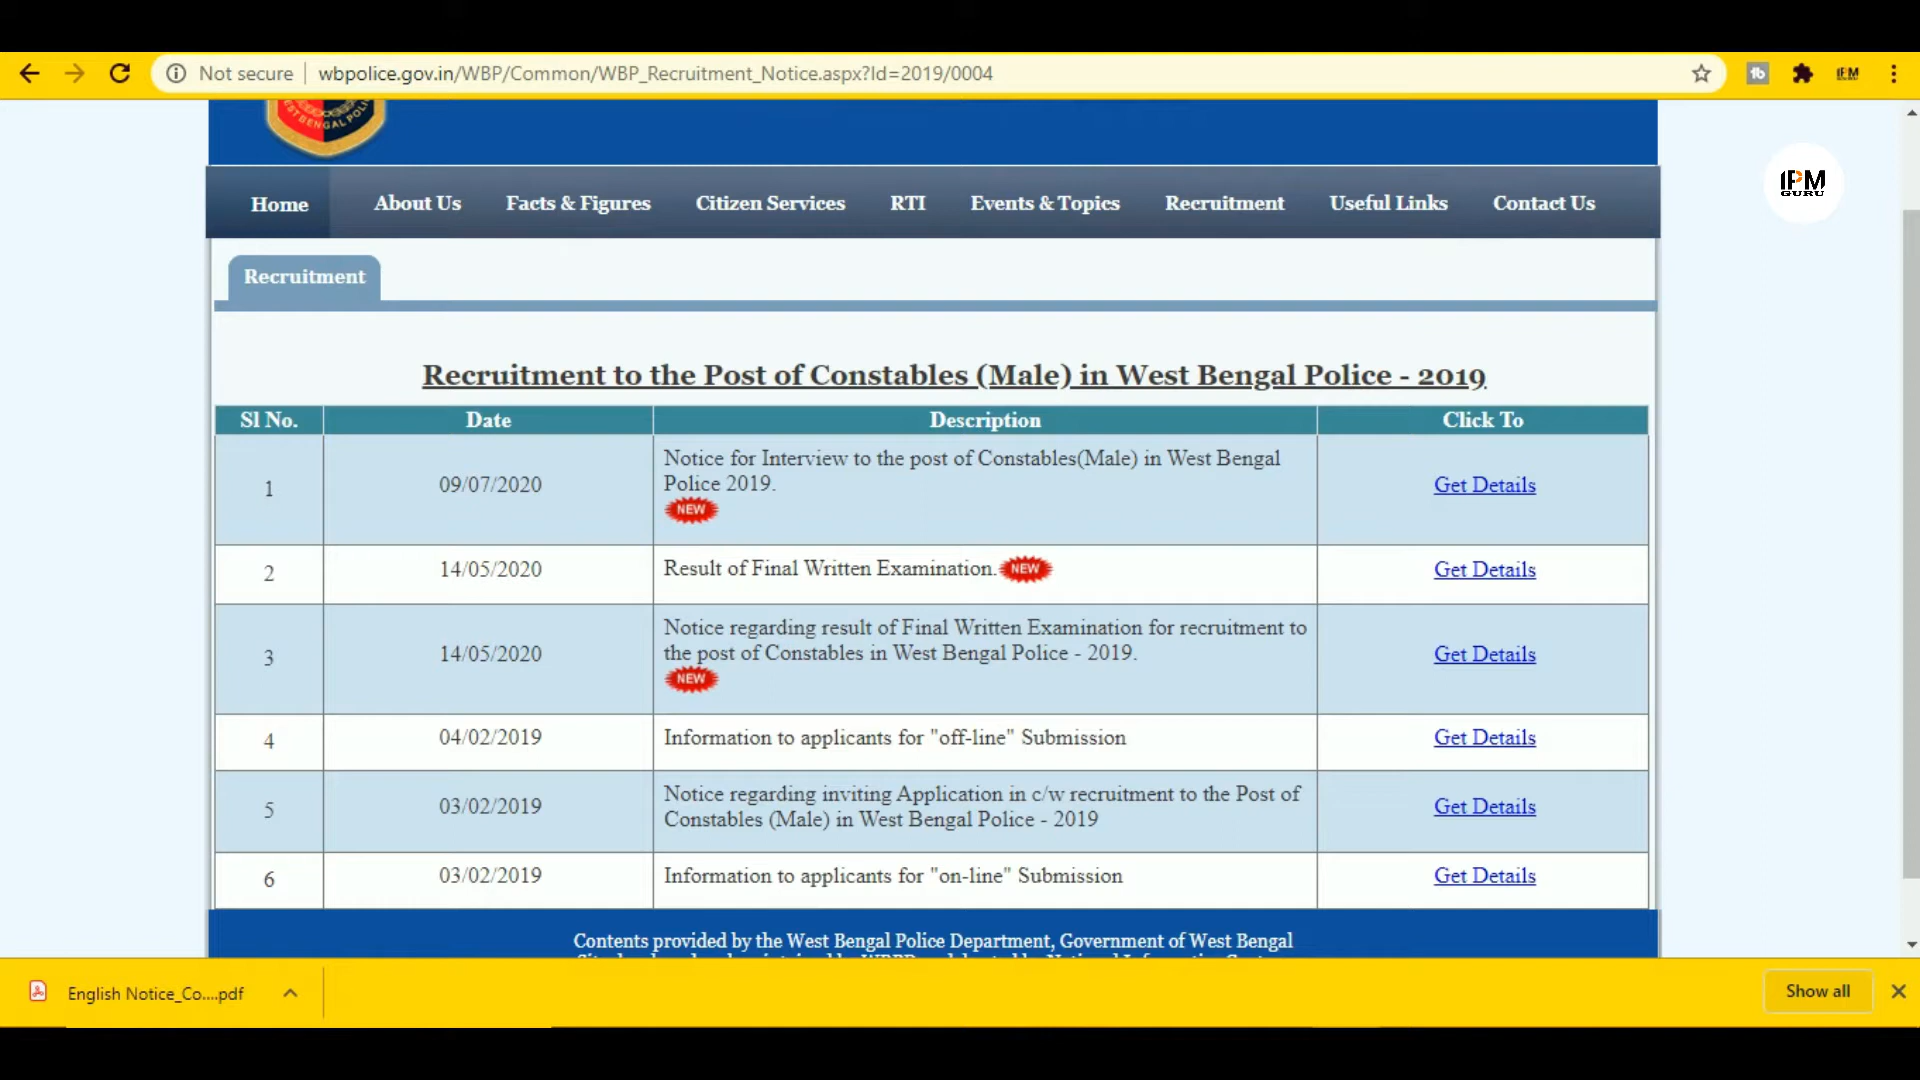 Not secure wbpolice.gov.in/WBP/Common/WBP_Recruitment_Notice.aspx?Id=2019/0004
EST BENGAL POLI
IPM
GURU
Home About Us Facts & Figures Citizen Services RTI Events & Topics Recruitment Useful Links Contact Us
Recruitment
Recruitment to the Post of Constables (Male) in West Bengal Police - 2019
Sl No. Date Description Click To
1 09/07/2020 Notice for Interview to the post of Constables(Male) in West Bengal Get Details
Police 2019.
NEW
2 14/05/2020 Result of Final Written Examination. NEW Get Details
3 14/05/2020 Notice regarding result of Final Written Examination for recruitment to Get Details
the post of Constables in West Bengal Police - 2019.
NEW
4 04/02/2019 Information to applicants for "off-line" Submission Get Details
5 03/02/2019 Notice regarding inviting Application in c/w recruitment to the Post of Get Details
Constables (Male) in West Bengal Police - 2019
6 03/02/2019 Information to applicants for "on-line" Submission Get Details
Contents provided by the West Bengal Police Department, Government of West Bengal
English Notice_Co....pdf Show all